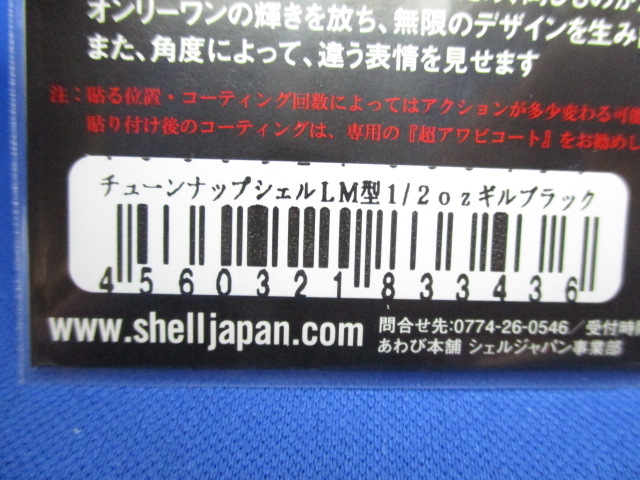 オンリーワンの輝きを放ち、無限のデザインを生み
また、角度によって、違う表情を見せます
注：貼る位置・コーティング回数によってはアクションが多少変わる可能
貼り付け後のコーティングは、専用の『超アワビコート』をお勧めし
チューンナップシェルLM型1/2ozギルブラック
4560321833436
www.shelljapan.com
問合せ先：0774-26-0546／受付時間
あわび本舗 シェルジャパン事業部